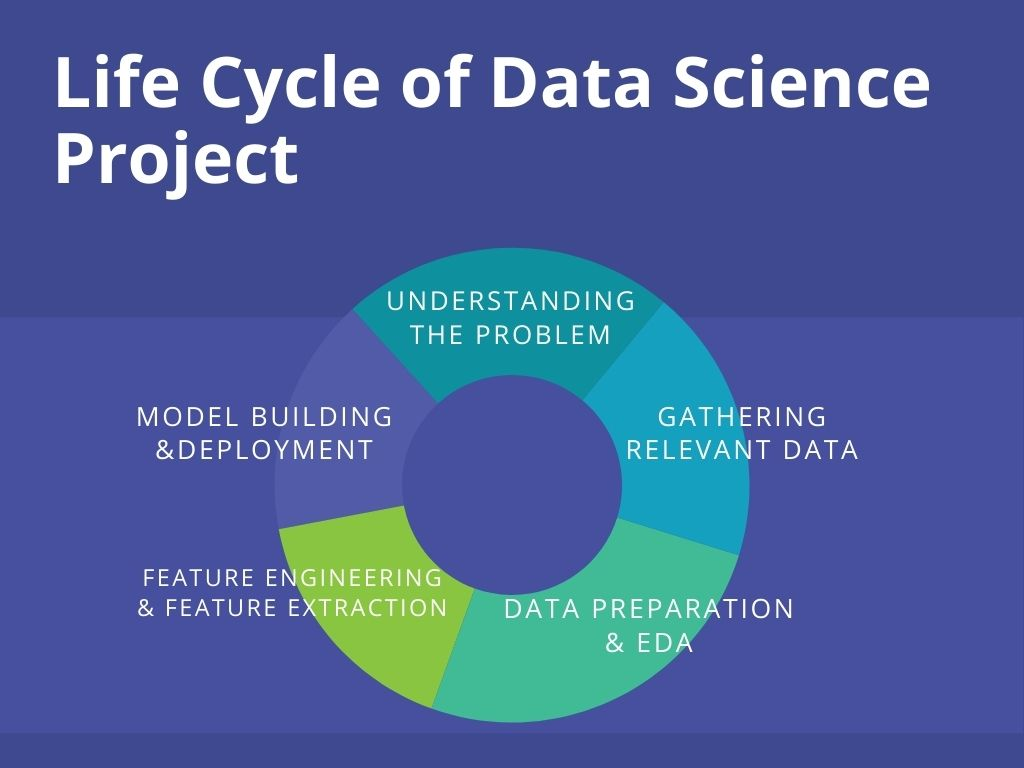 Life Cycle of Data Science
Project
UNDERSTANDING
THE PROBLEM
GATHERING
RELEVANT DATA
DATA PREPARATION
& EDA
FEATURE ENGINEERING
& FEATURE EXTRACTION
MODEL BUILDING
&DEPLOYMENT